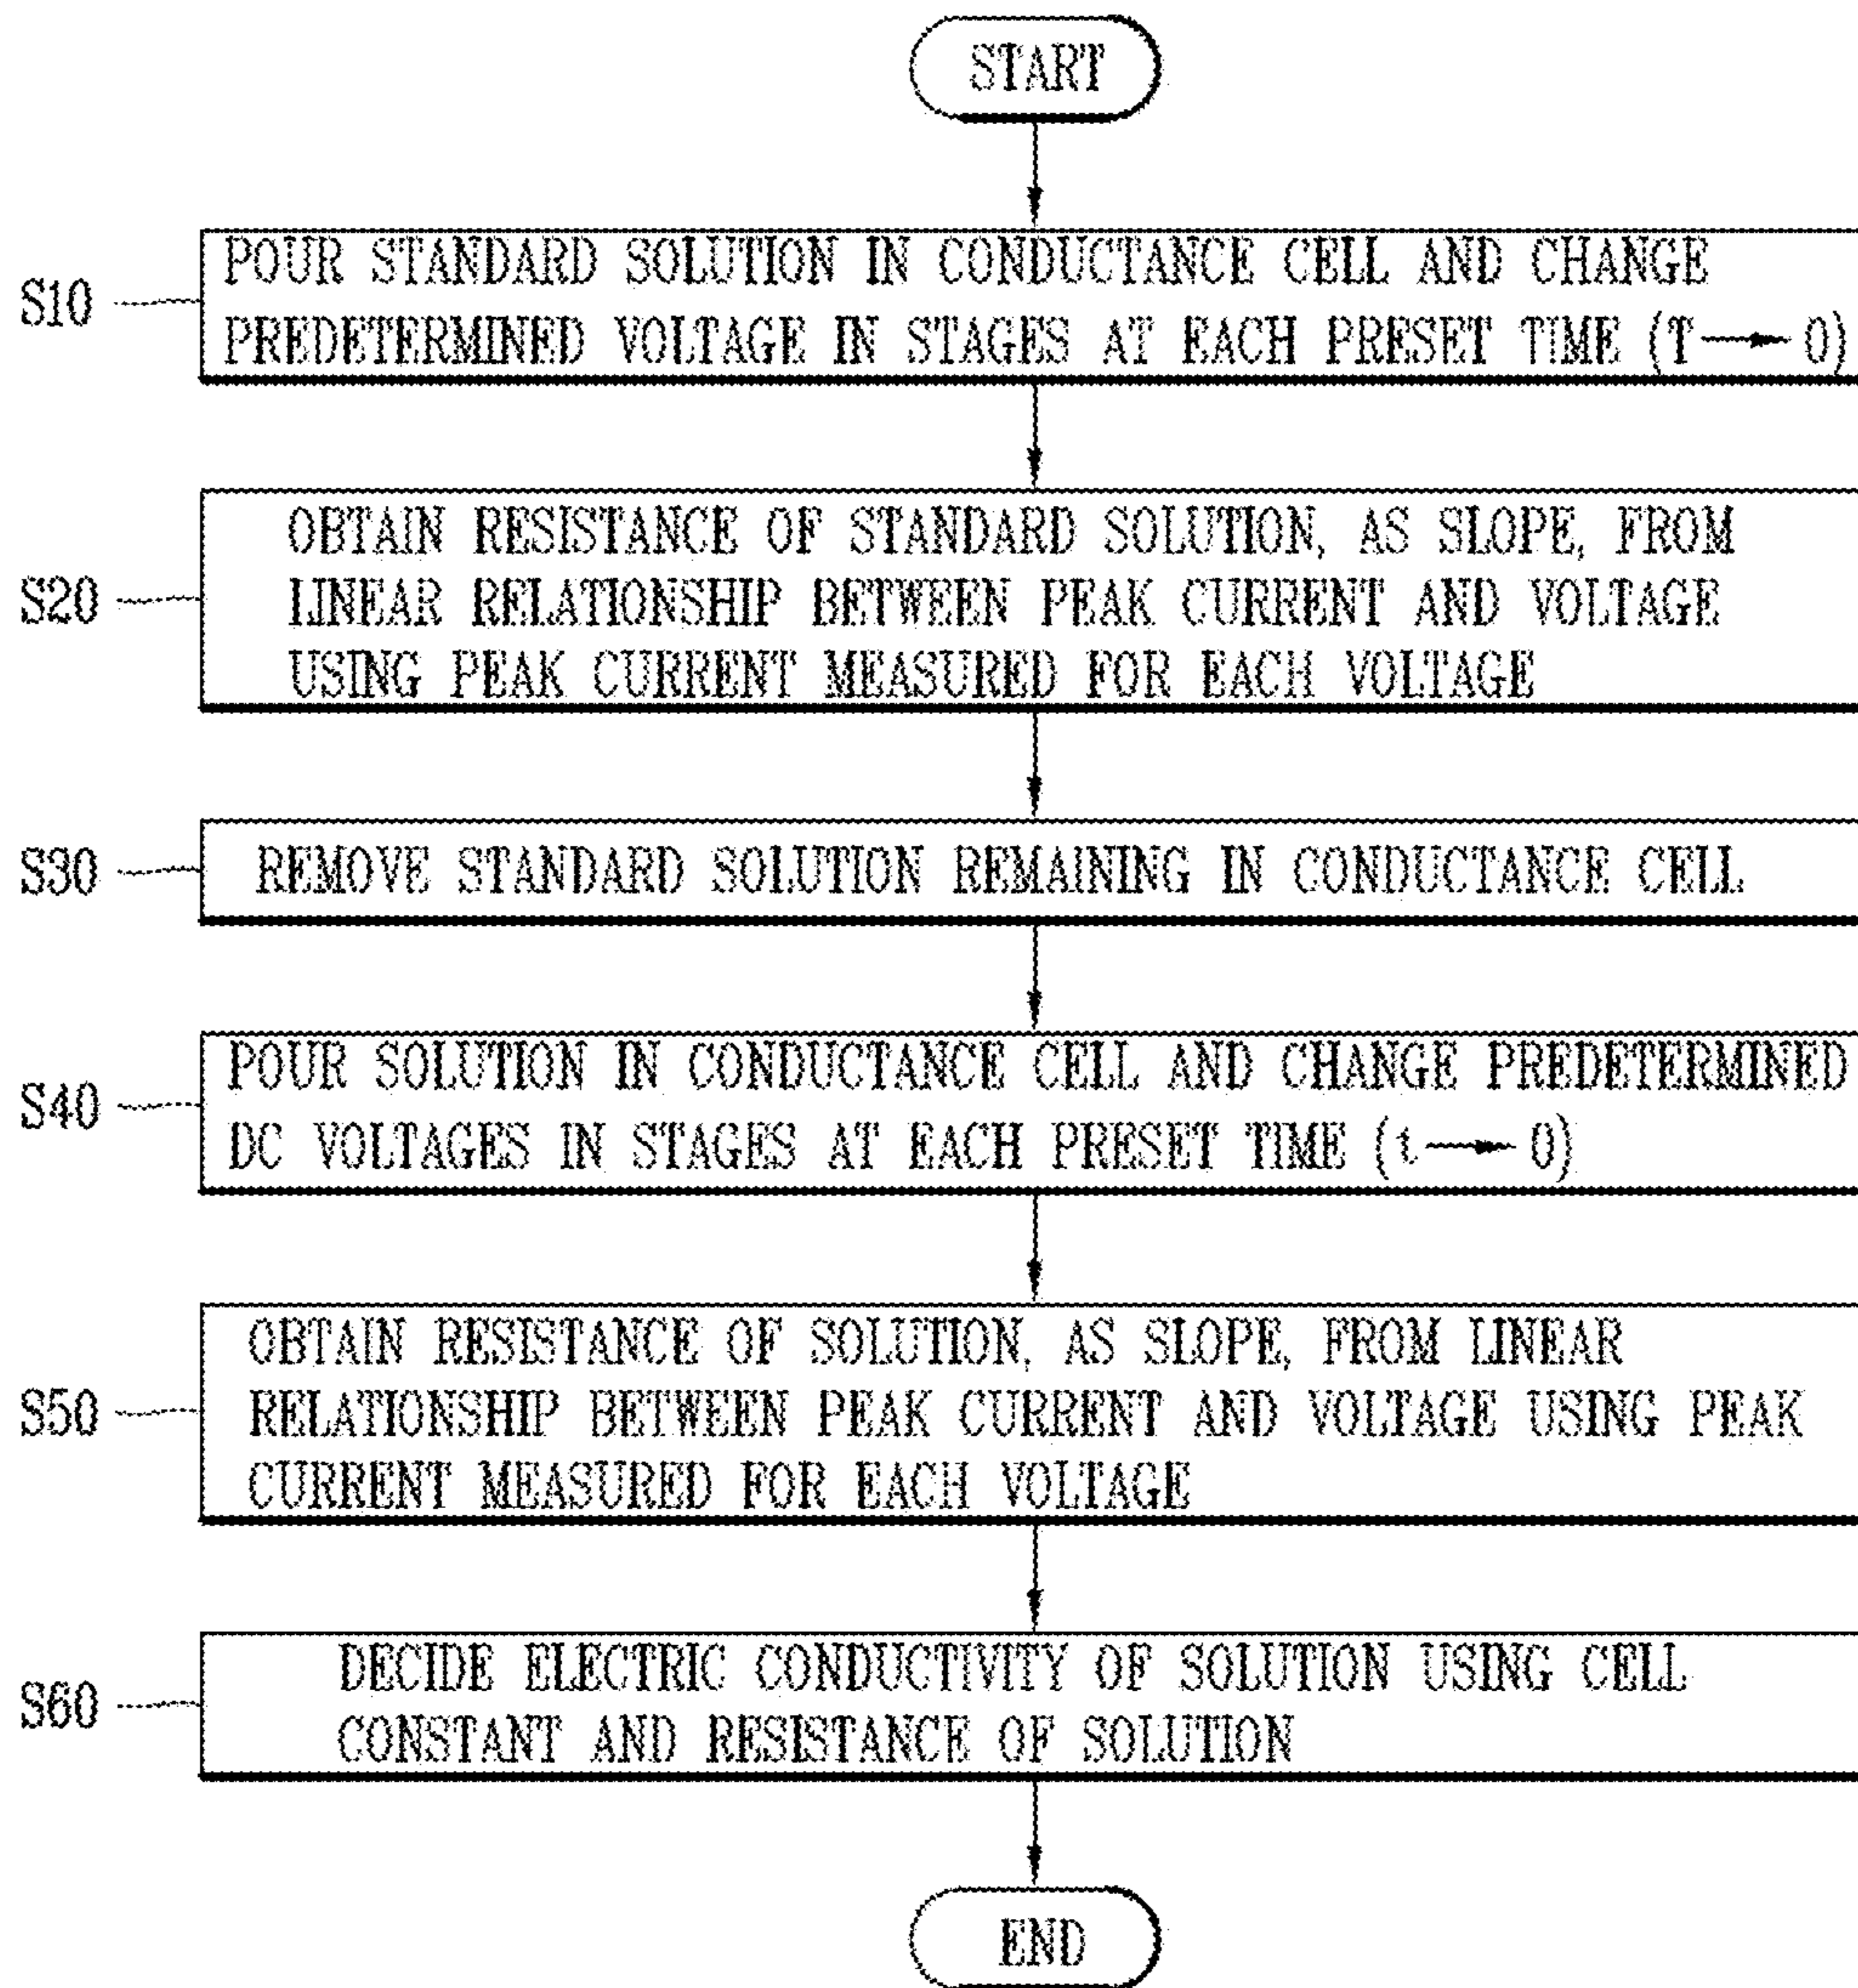 START
S10
POUR STANDARD SOLUTION IN CONDUCTANCE CELL AND CHANGE
PREDETERMINED VOLTAGE IN STAGES AT EACH PRESET TIME (T → 0)
S20
OBTAIN RESISTANCE OF STANDARD SOLUTION, AS SLOPE, FROM
LINEAR RELATIONSHIP BETWEEN PEAK CURRENT AND VOLTAGE
USING PEAK CURRENT MEASURED FOR EACH VOLTAGE
S30
REMOVE STANDARD SOLUTION REMAINING IN CONDUCTANCE CELL
S40
POUR SOLUTION IN CONDUCTANCE CELL AND CHANGE PREDETERMINED
DC VOLTAGES IN STAGES AT EACH PRESET TIME (t → 0)
S50
OBTAIN RESISTANCE OF SOLUTION, AS SLOPE, FROM LINEAR
RELATIONSHIP BETWEEN PEAK CURRENT AND VOLTAGE USING PEAK
CURRENT MEASURED FOR EACH VOLTAGE
S60
DECIDE ELECTRIC CONDUCTIVITY OF SOLUTION USING CELL
CONSTANT AND RESISTANCE OF SOLUTION
END